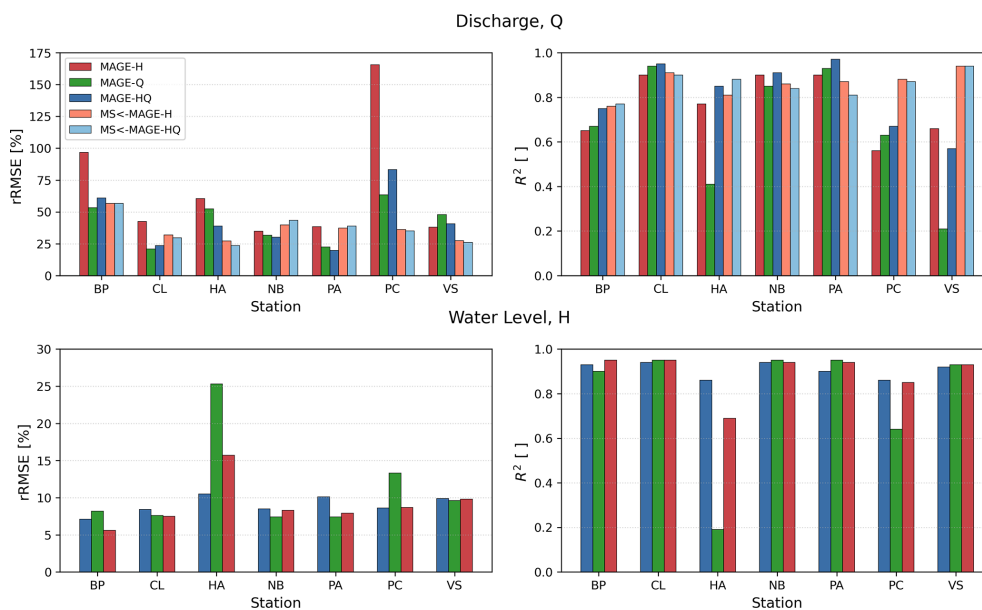 Discharge, Q
rRMSE [%]
175
150
125
100
75
50
25
0
MAGE-H
MAGE-Q
MAGE-HQ
MS<-MAGE-H
MS<-MAGE-HQ
BP CL HA NB PA PC VS
Station
R² [ ]
1.0
0.8
0.6
0.4
0.2
0.0
BP CL HA NB PA PC VS
Station
Water Level, H
rRMSE [%]
30
25
20
15
10
5
0
BP CL HA NB PA PC VS
Station
R² [ ]
1.0
0.8
0.6
0.4
0.2
0.0
BP CL HA NB PA PC VS
Station